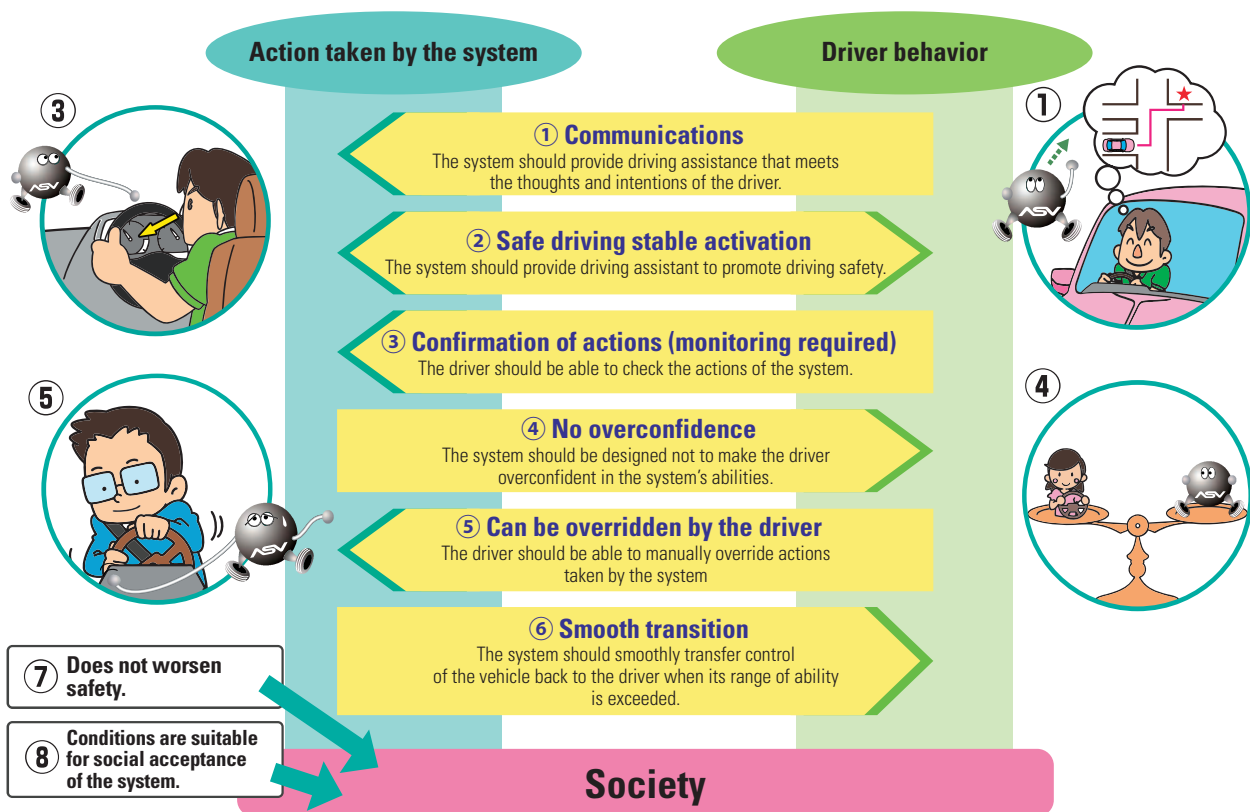 Action taken by the system
Driver behavior
③
①
ASV
ASV
① Communications
The system should provide driving assistance that meets
the thoughts and intentions of the driver.
② Safe driving stable activation
The system should provide driving assistant to promote driving safety.
③ Confirmation of actions (monitoring required)
The driver should be able to check the actions of the system.
⑤
④
④ No overconfidence
The system should be designed not to make the driver
overconfident in the system's abilities.
ASV
ASV
⑤ Can be overridden by the driver
The driver should be able to manually override actions
taken by the system
⑥ Smooth transition
The system should smoothly transfer control
of the vehicle back to the driver when its range of ability
is exceeded.
⑦ Does not worsen
safety.
⑧ Conditions are suitable
for social acceptance
of the system.
Society